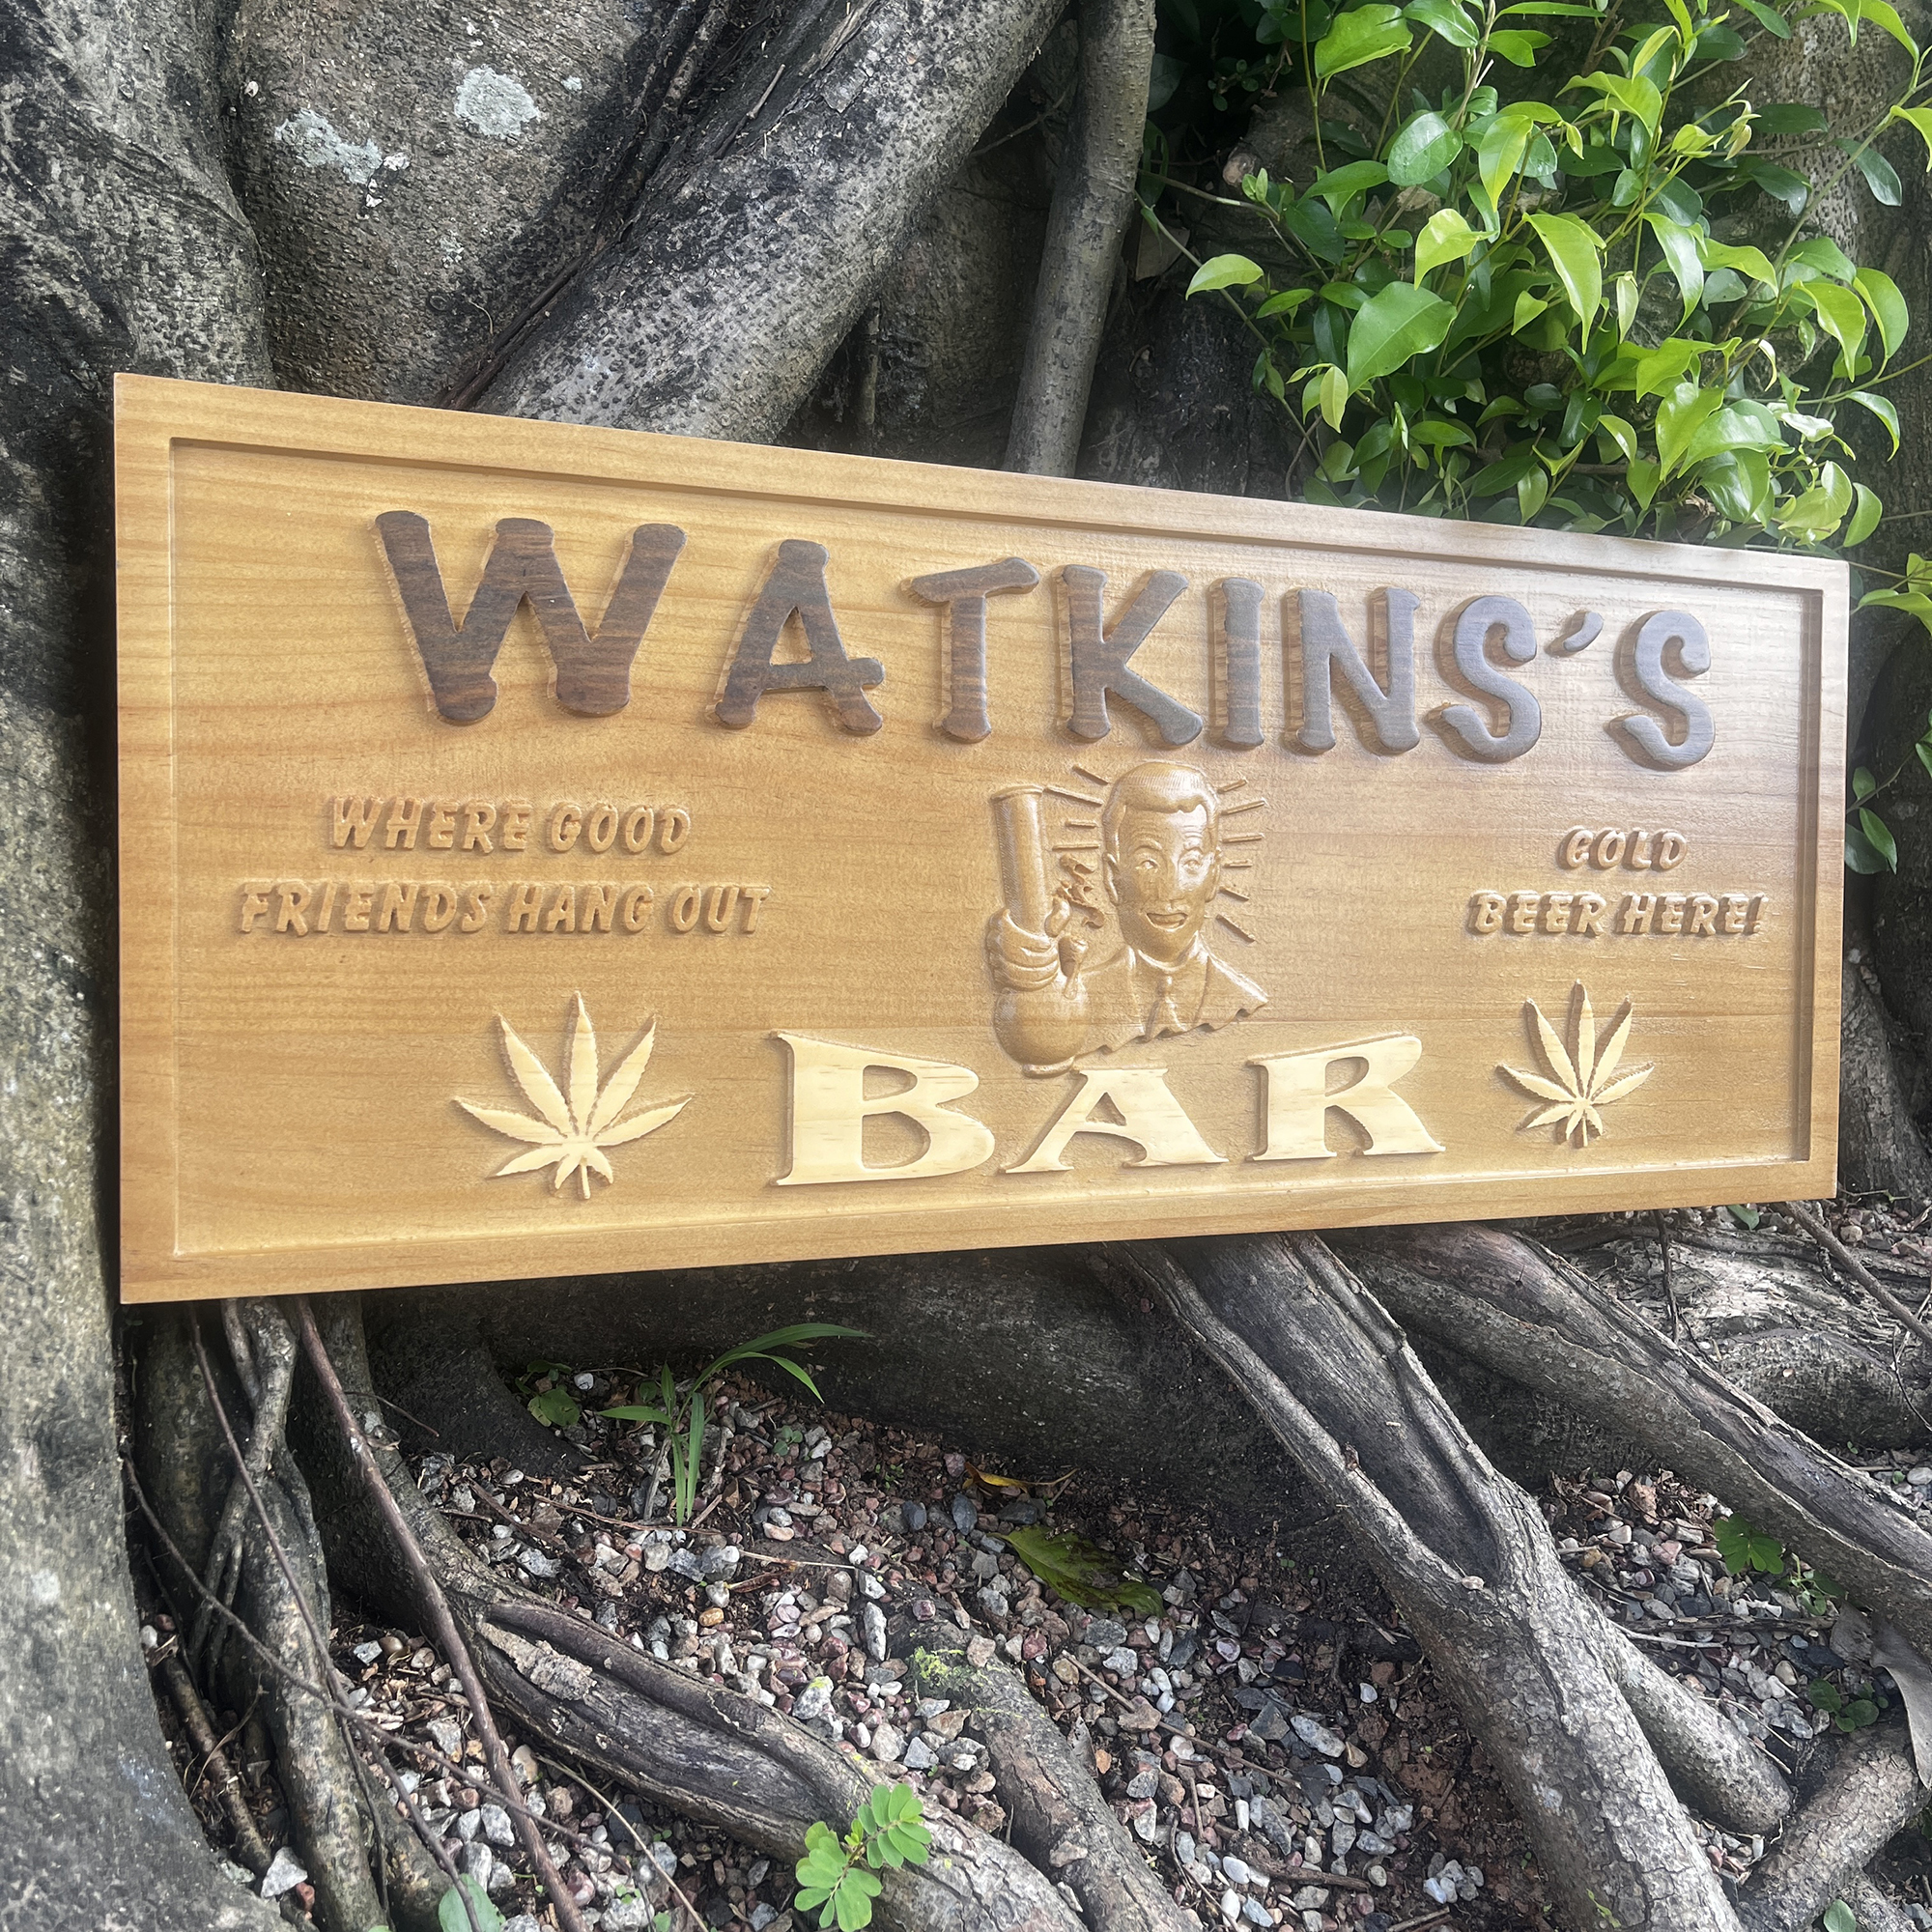 WATKINS'S
WHERE GOOD
FRIENDS HANG OUT
COLD
BEER HERE!
BAR